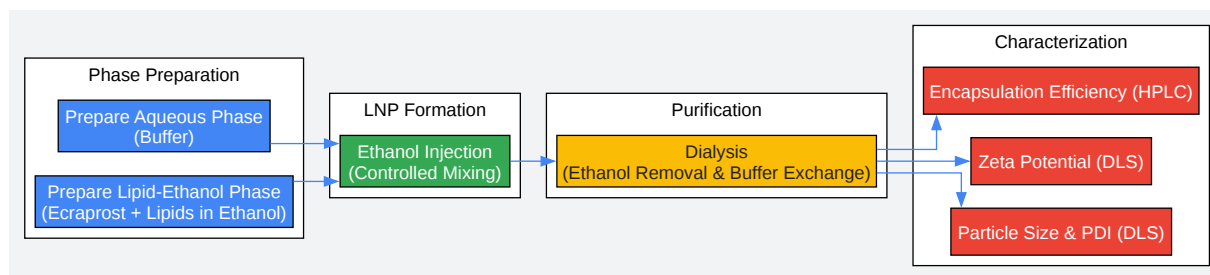 Phase Preparation
Prepare Aqueous Phase
(Buffer)
Prepare Lipid-Ethanol Phase
(Ecraprost + Lipids in Ethanol)
LNP Formation
Ethanol Injection
(Controlled Mixing)
Purification
Dialysis
(Ethanol Removal & Buffer Exchange)
Characterization
Encapsulation Efficiency (HPLC)
Zeta Potential (DLS)
Particle Size & PDI (DLS)